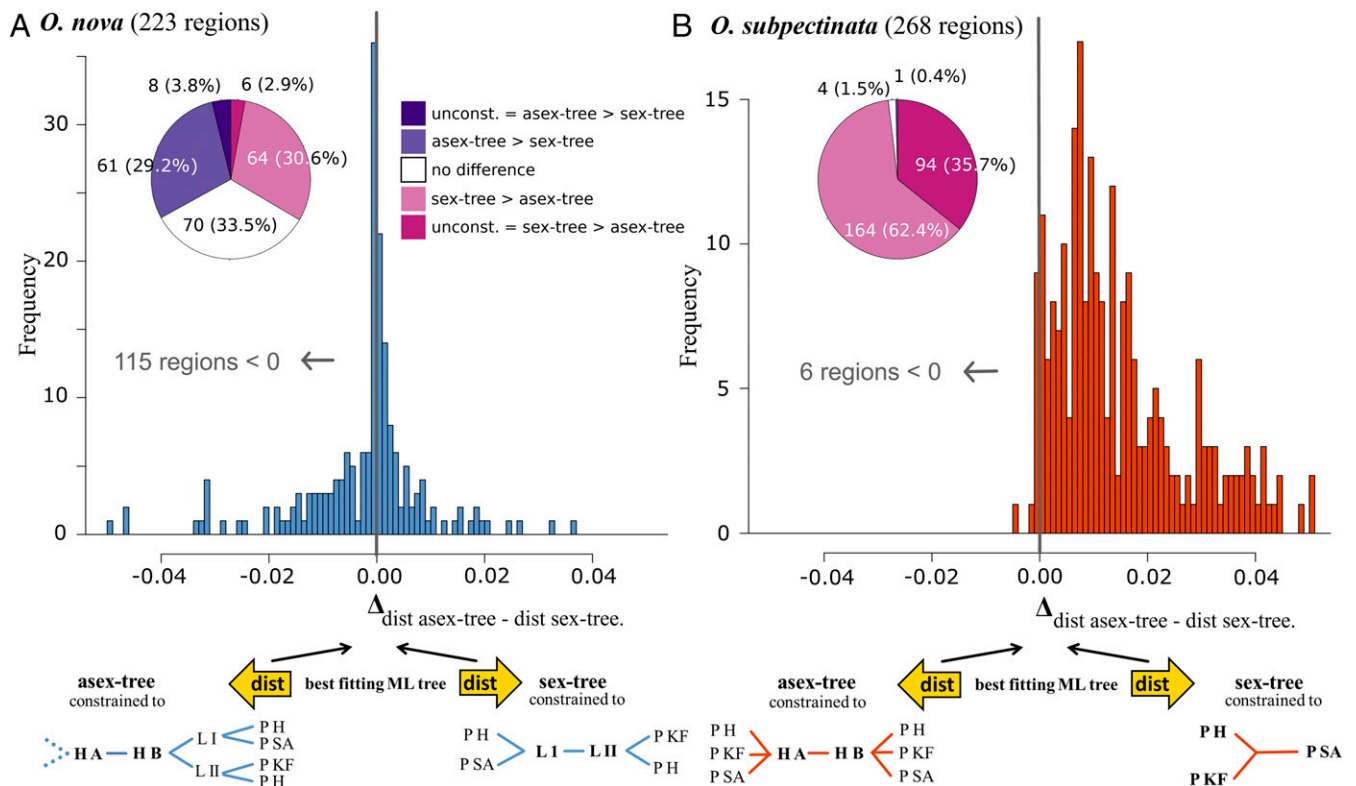 A O. nova (223 regions)
8 (3.8%) 6 (2.9%)
61 (29.2%) 64 (30.6%)
70 (33.5%)
unconst. = asex-tree > sex-tree
asex-tree > sex-tree
no difference
sex-tree > asex-tree
unconst. = sex-tree > asex-tree
Frequency
30
20
10
0
115 regions < 0 ←
-0.04 -0.02 0.00 0.02 0.04
Δ dist asex-tree - dist sex-tree.
asex-tree dist best fitting ML tree dist sex-tree
constrained to constrained to
H A H B L I L II P H P SA P KF P H
P H P SA L 1 L II P KF P H
B O. subpectinata (268 regions)
4 (1.5%) 1 (0.4%)
94 (35.7%)
164 (62.4%)
Frequency
15
10
5
0
6 regions < 0 ←
-0.04 -0.02 0.00 0.02 0.04
Δ dist asex-tree - dist sex-tree.
asex-tree dist best fitting ML tree dist sex-tree
constrained to constrained to
P H P KF P SA H A H B P H P KF P SA
P H P KF P SA